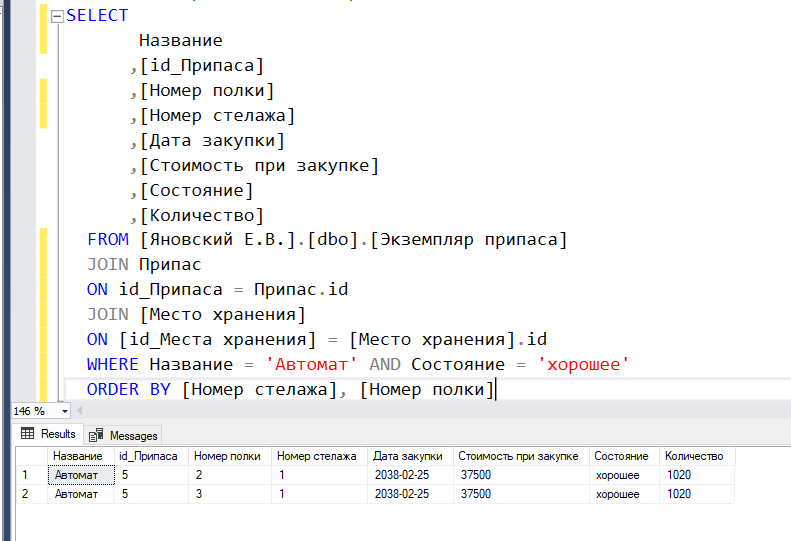 SELECT
Название
,[id_Припаса]
,[Номер полки]
,[Номер стелажа]
,[Дата закупки]
,[Стоимость при закупке]
,[Состояние]
,[Количество]
FROM [Яновский Е.В.].[dbo].[Экземпляр припаса]
JOIN Припас
ON id_Припаса = Припас.id
JOIN [Место хранения]
ON [id_Места хранения] = [Место хранения].id
WHERE Название = 'Автомат' AND Состояние = 'хорошее'
ORDER BY [Номер стелажа], [Номер полки]
146 %
Results Messages
Название id_Припаса Номер полки Номер стелажа Дата закупки Стоимость при закупке Состояние Количество
1 Автомат 5 2 1 2038-02-25 37500 хорошее 1020
2 Автомат 5 3 1 2038-02-25 37500 хорошее 1020